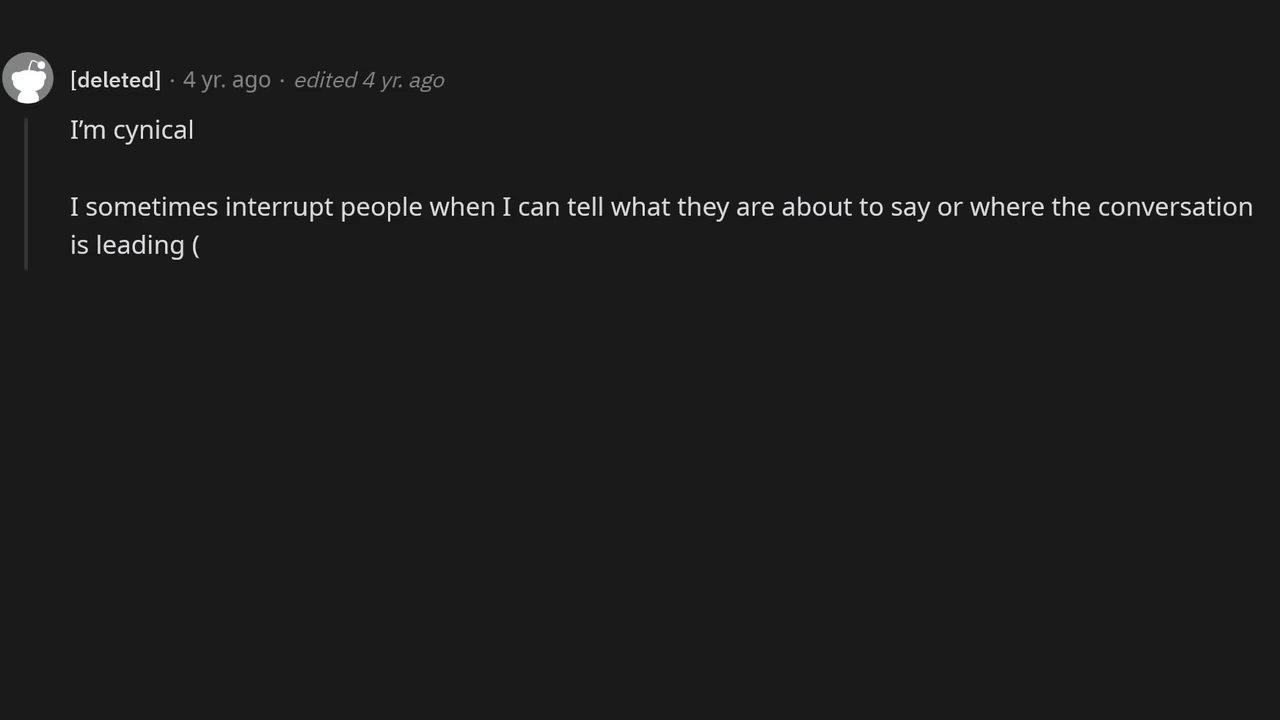 [deleted] · 4 yr. ago · edited 4 yr. ago
I’m cynical
I sometimes interrupt people when I can tell what they are about to say or where the conversation
is leading (